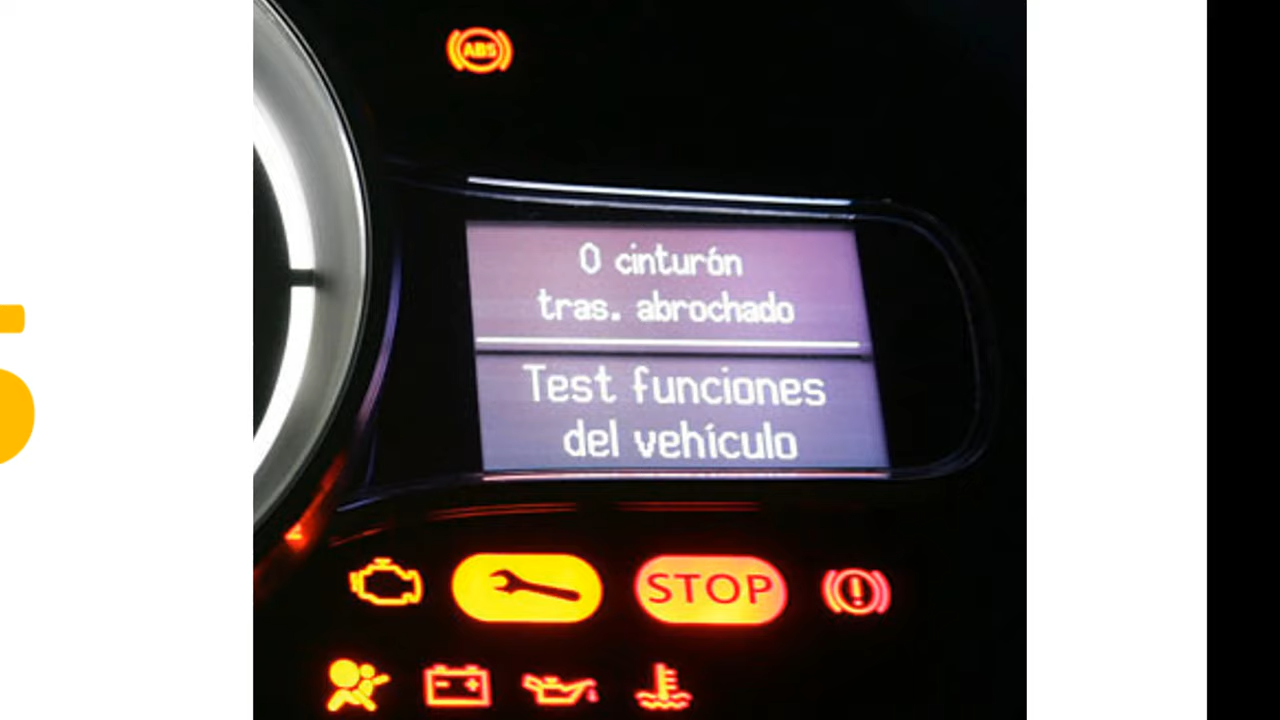 ABS
0 cinturón
tras. abrochado
Test funciones
del vehículo
STOP